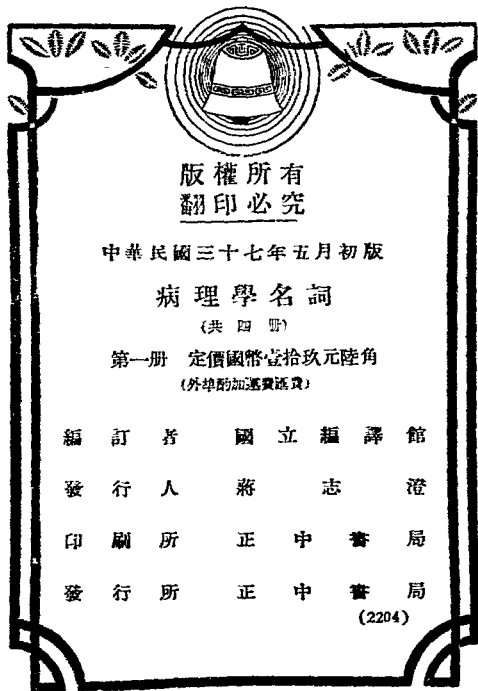 版權所有
翻印必究
中華民國三十七年五月初版
病理學名詞
(共四册)
第一册 定價國幣壹拾玖元陸角
(外埠酌加運費匯費)
編訂者 國立編譯館
發行人 蔣志澄
印刷所 正中書局
發行所 正中書局
(2204)